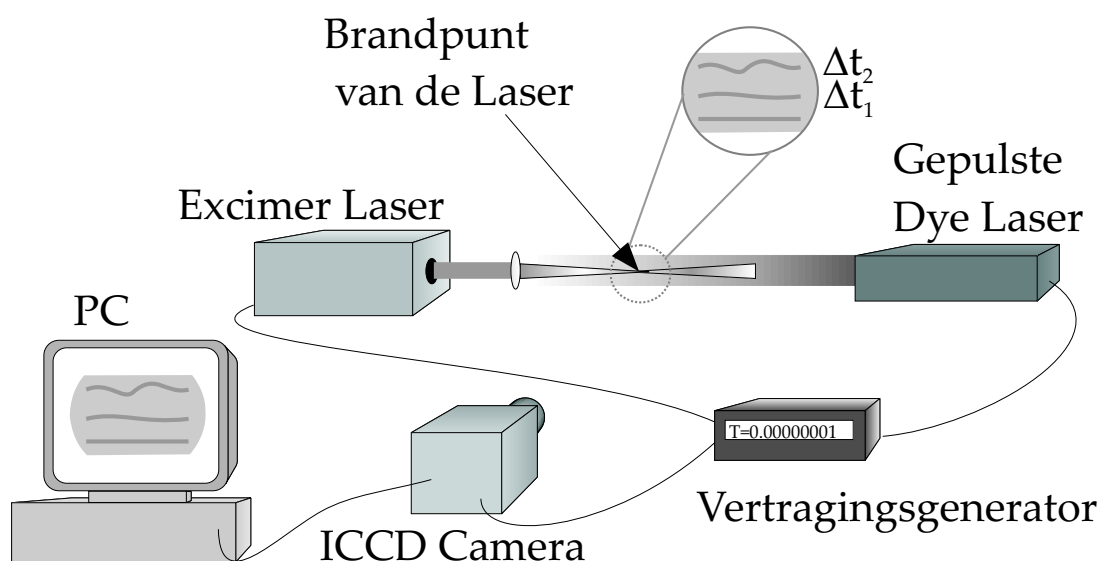 Brandpunt
van de Laser
Δt₂
Δt₁
Gepulste
Dye Laser
Excimer Laser
PC
T=0.00000001
Vertragingsgenerator
ICCD Camera